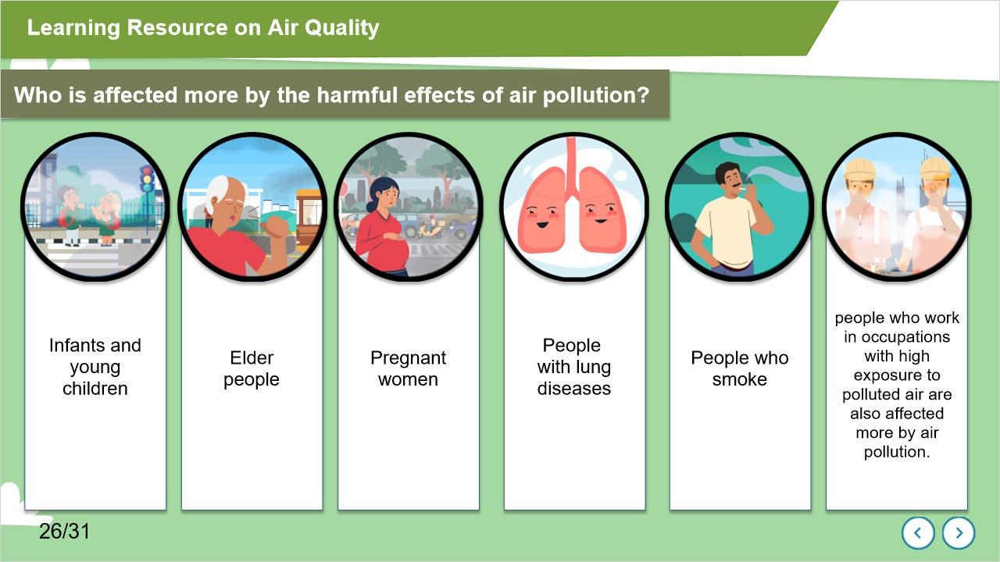 Learning Resource on Air Quality
Who is affected more by the harmful effects of air pollution?
Infants and
young
children
Elder
people
Pregnant
women
People
with lung
diseases
People who
smoke
people who work
in occupations
with high
exposure to
polluted air are
also affected
more by air
pollution.
26/31